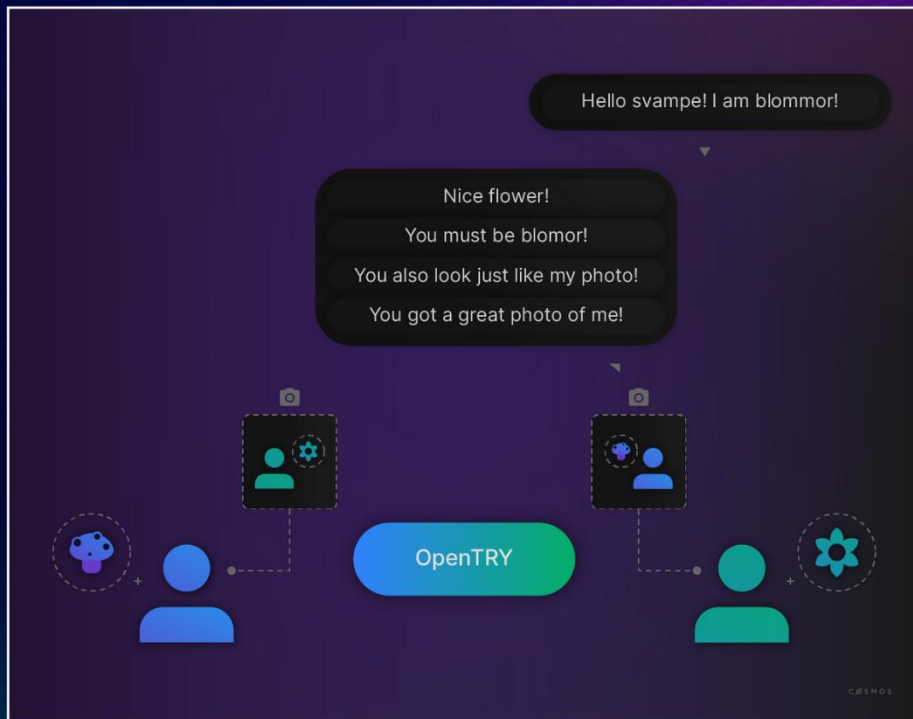 Hello svampe! I am blommor!
Nice flower!
You must be blomor!
You also look just like my photo!
You got a great photo of me!
OpenTRY
CØSMOS